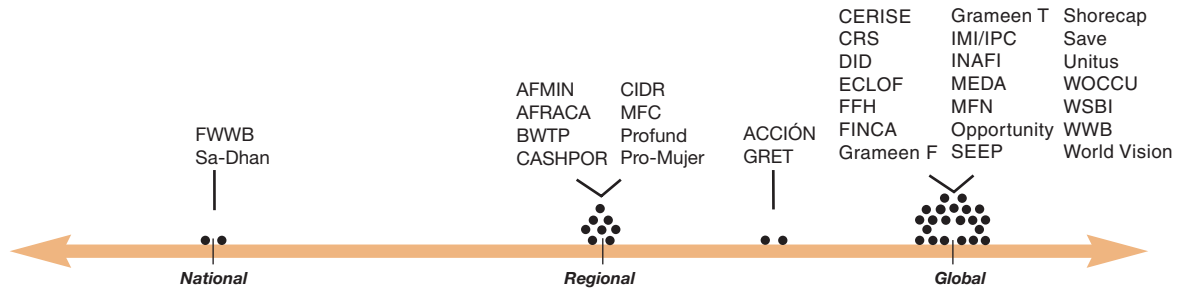 FWWB
Sa-Dhan
AFMIN
AFRACA
BWTP
CASHPOR
CIDR
MFC
Profund
Pro-Mujer
ACCIÓN
GRET
CERISE
CRS
DID
ECLOF
FFH
FINCA
Grameen F
Grameen T
IMI/IPC
INAFI
MEDA
MFN
Opportunity
SEEP
Shorecap
Save
Unitus
WOCCU
WSBI
WWB
World Vision
National
Regional
Global